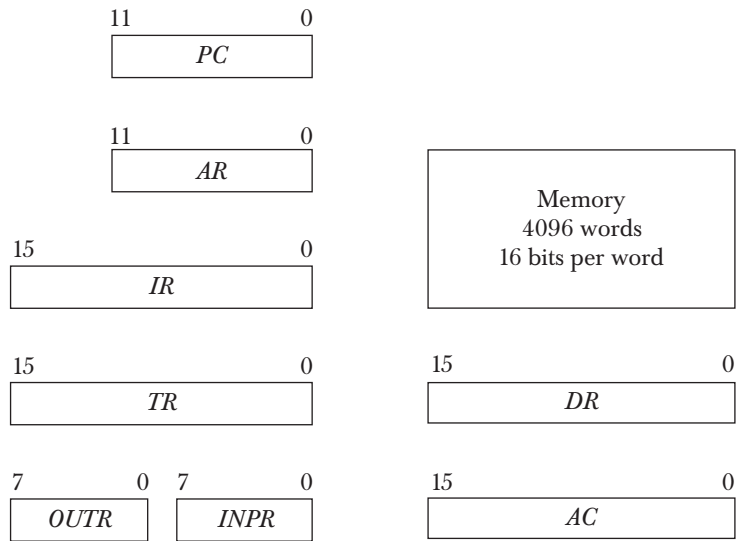 11 0
PC
11 0
AR
Memory
4096 words
16 bits per word
15 0
IR
15 0
TR
15 0
DR
7 0
OUTR
7 0
INPR
15 0
AC